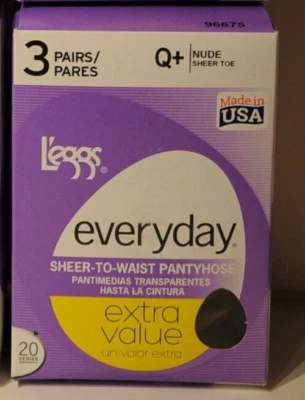 96675
3 PAIRS/
PARES
Q+
NUDE
SHEER TOE
Made in
USA
L'eggs®
everyday®
SHEER-TO-WAIST PANTYHOSE
PANTIMEDIAS TRANSPARENTES
HASTA LA CINTURA
extra
value
un valor extra
20
DENIER